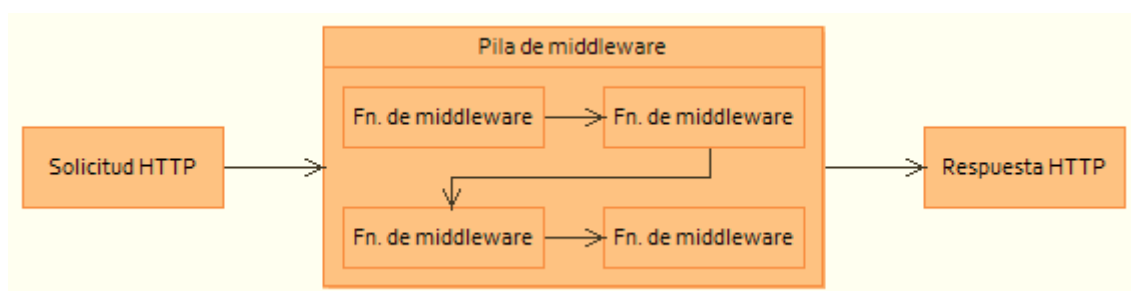 Pila de middleware
Fn. de middleware
Fn. de middleware
Solicitud HTTP
Respuesta HTTP
Fn. de middleware
Fn. de middleware